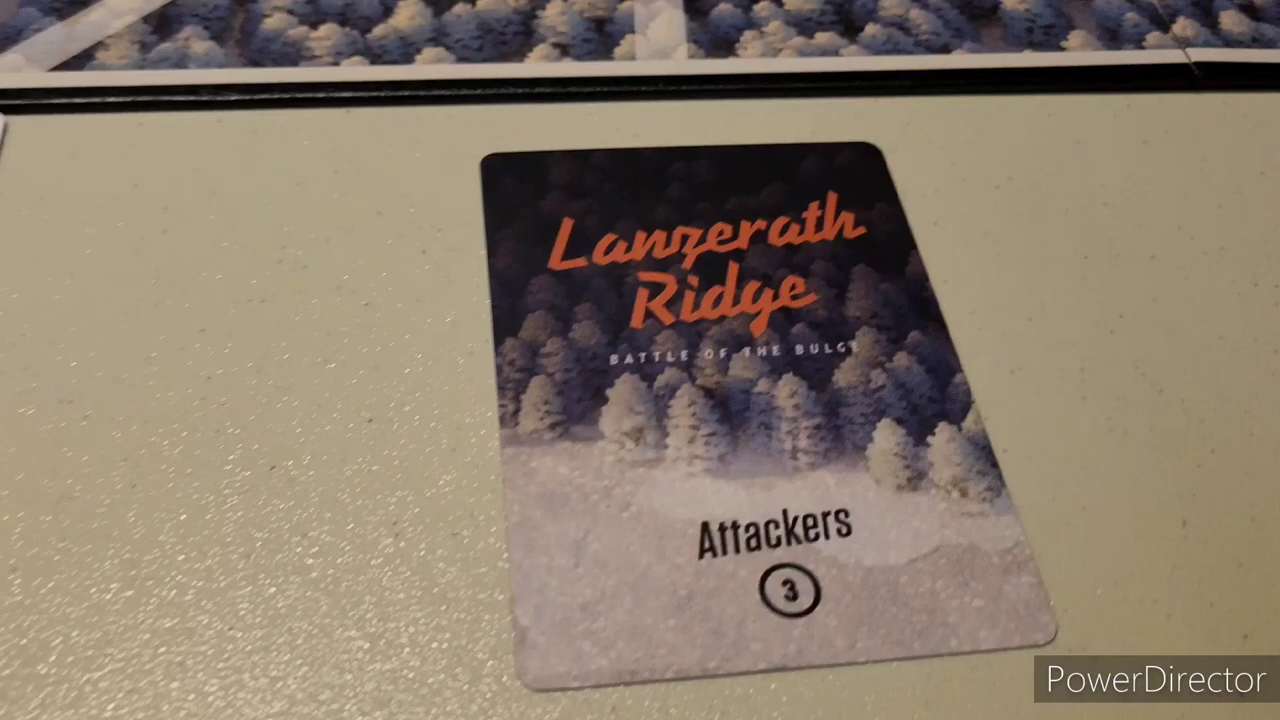 Lanzerath
Ridge
BATTLE OF THE BULGE
Attackers
3
PowerDirector